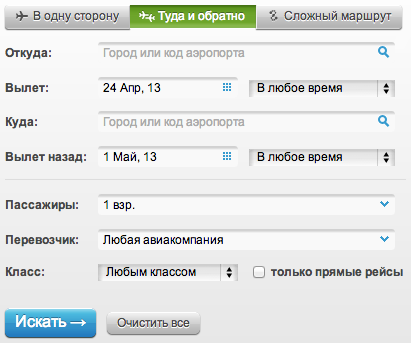 В одну сторону Туда и обратно Сложный маршрут
Откуда: Город или код аэропорта
Вылет: 24 Апр, 13 В любое время
Куда: Город или код аэропорта
Вылет назад: 1 Май, 13 В любое время
Пассажиры: 1 взр.
Перевозчик: Любая авиакомпания
Класс: Любым классом только прямые рейсы
Искать → Очистить все